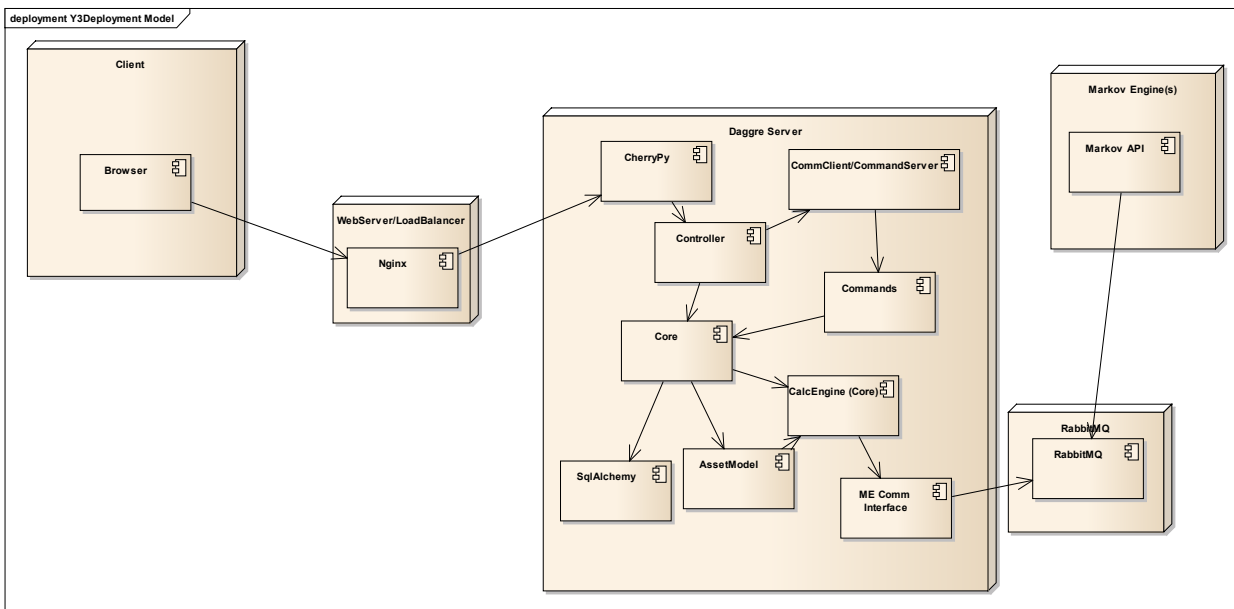 deployment Y3Deployment Model
Client
Browser
WebServer/LoadBalancer
Nginx
Daggre Server
CherryPy
CommClient/CommandServer
Controller
Commands
Core
CalcEngine (Core)
SqlAlchemy
AssetModel
ME Comm
Interface
Markov Engine(s)
Markov API
RabbitMQ
RabbitMQ